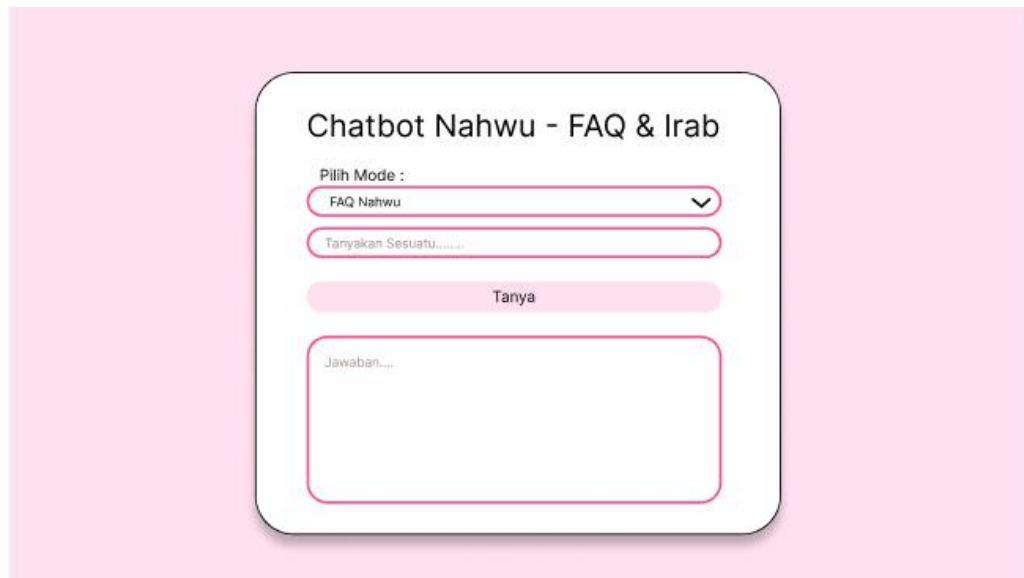 Chatbot Nahwu - FAQ & Irab
Pilih Mode :
FAQ Nahwu
Tanyakan Sesuatu........
Tanya
Jawaban....